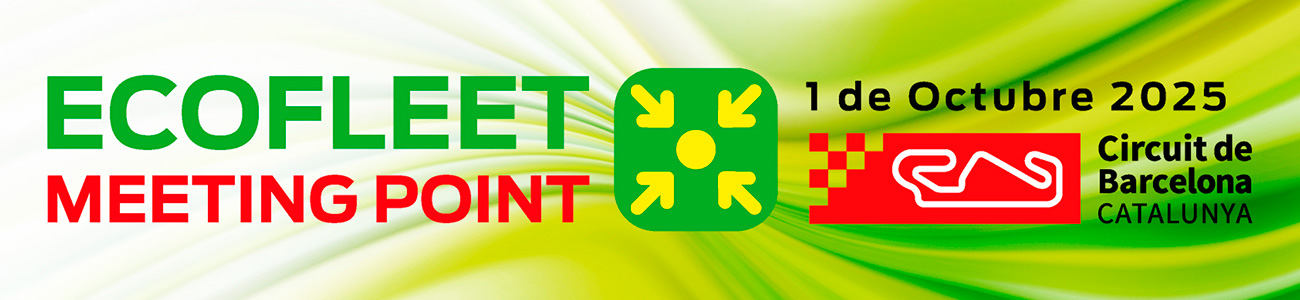 ECOFLEET
MEETING POINT
1 de Octubre 2025
Circuit de
Barcelona
CATALUNYA